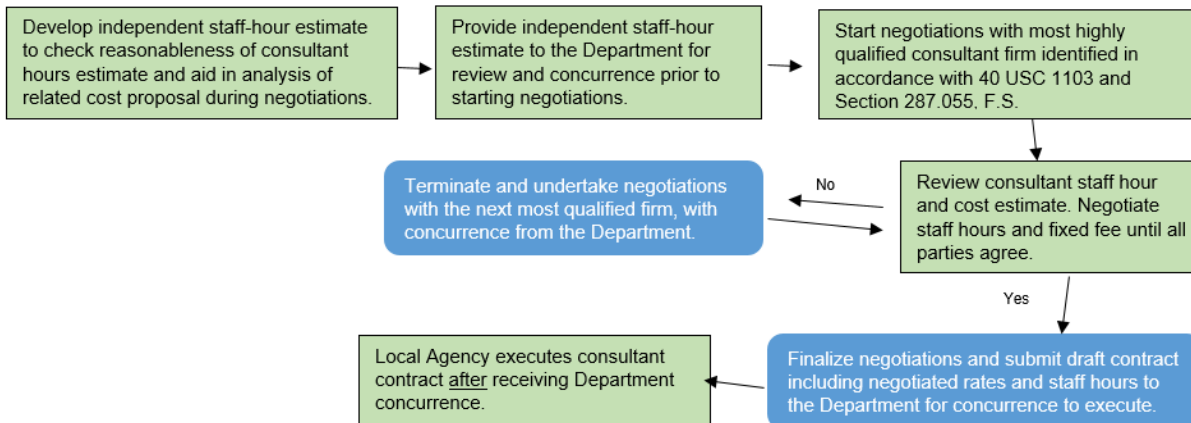 Develop independent staff-hour estimate
to check reasonableness of consultant
hours estimate and aid in analysis of
related cost proposal during negotiations.
Provide independent staff-hour
estimate to the Department for
review and concurrence prior to
starting negotiations.
Start negotiations with most highly
qualified consultant firm identified in
accordance with 40 USC 1103 and
Section 287.055, F.S.
Terminate and undertake negotiations
with the next most qualified firm, with
concurrence from the Department.
No
Review consultant staff hour
and cost estimate. Negotiate
staff hours and fixed fee until all
parties agree.
Yes
Local Agency executes consultant
contract after receiving Department
concurrence.
Finalize negotiations and submit draft contract
including negotiated rates and staff hours to
the Department for concurrence to execute.